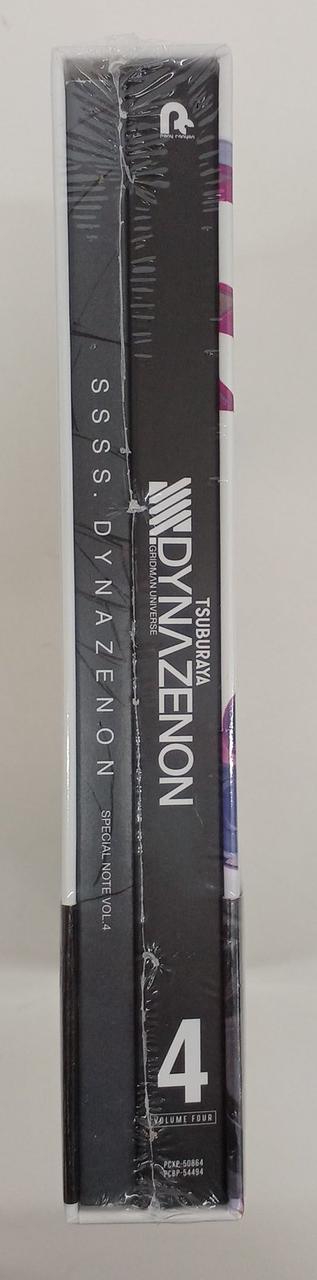 pony canyon
SSSS. DYNAZENON
SPECIAL NOTE VOL.4
TSUBURAYA
DYNAZENON
GRIDMAN UNIVERSE
4
VOLUME FOUR
PCXP-50864
PCBP-54494